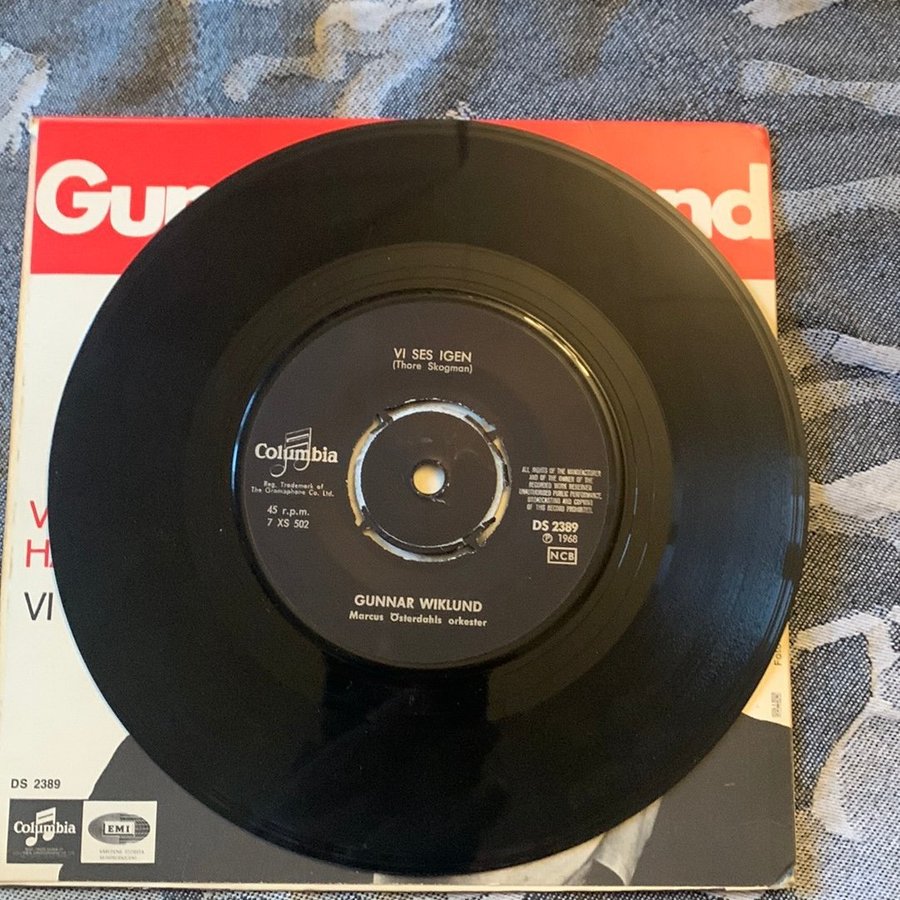 Gun
nd
VI SES IGEN
(Thore Skogman)
Columbia
Reg. Trademark of
The Gramophone Co. Ltd.
45 r.p.m.
7 XS 502
ALL RIGHTS OF THE MANUFACTURER
AND OF THE OWNER OF THE
RECORDED WORK RESERVED
UNAUTHORISED PUBLIC PERFORMANCE,
BROADCASTING AND COPYING
OF THIS RECORD PROHIBITED.
DS 2389
℗ 1968
NCB
GUNNAR WIKLUND
Marcus Österdahls orkester
V
HA
VI
DS 2389
Columbia
EMI